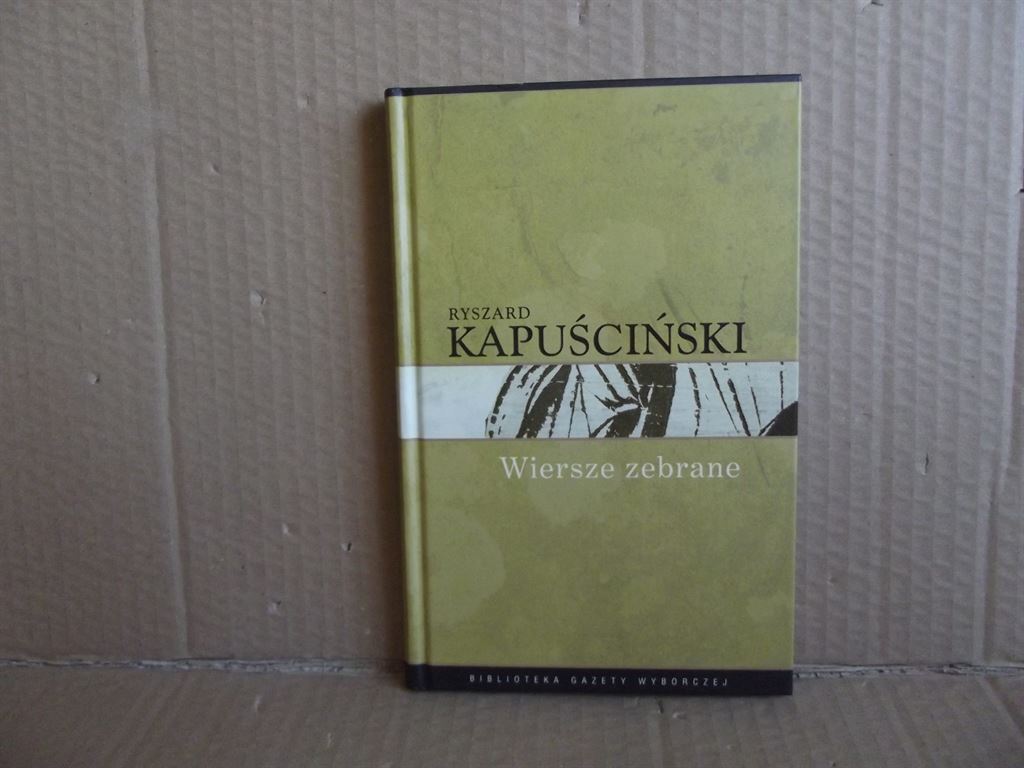 RYSZARD
KAPUŚCIŃSKI
Wiersze zebrane
BIBLIOTEKA GAZETY WYBORCZEJ